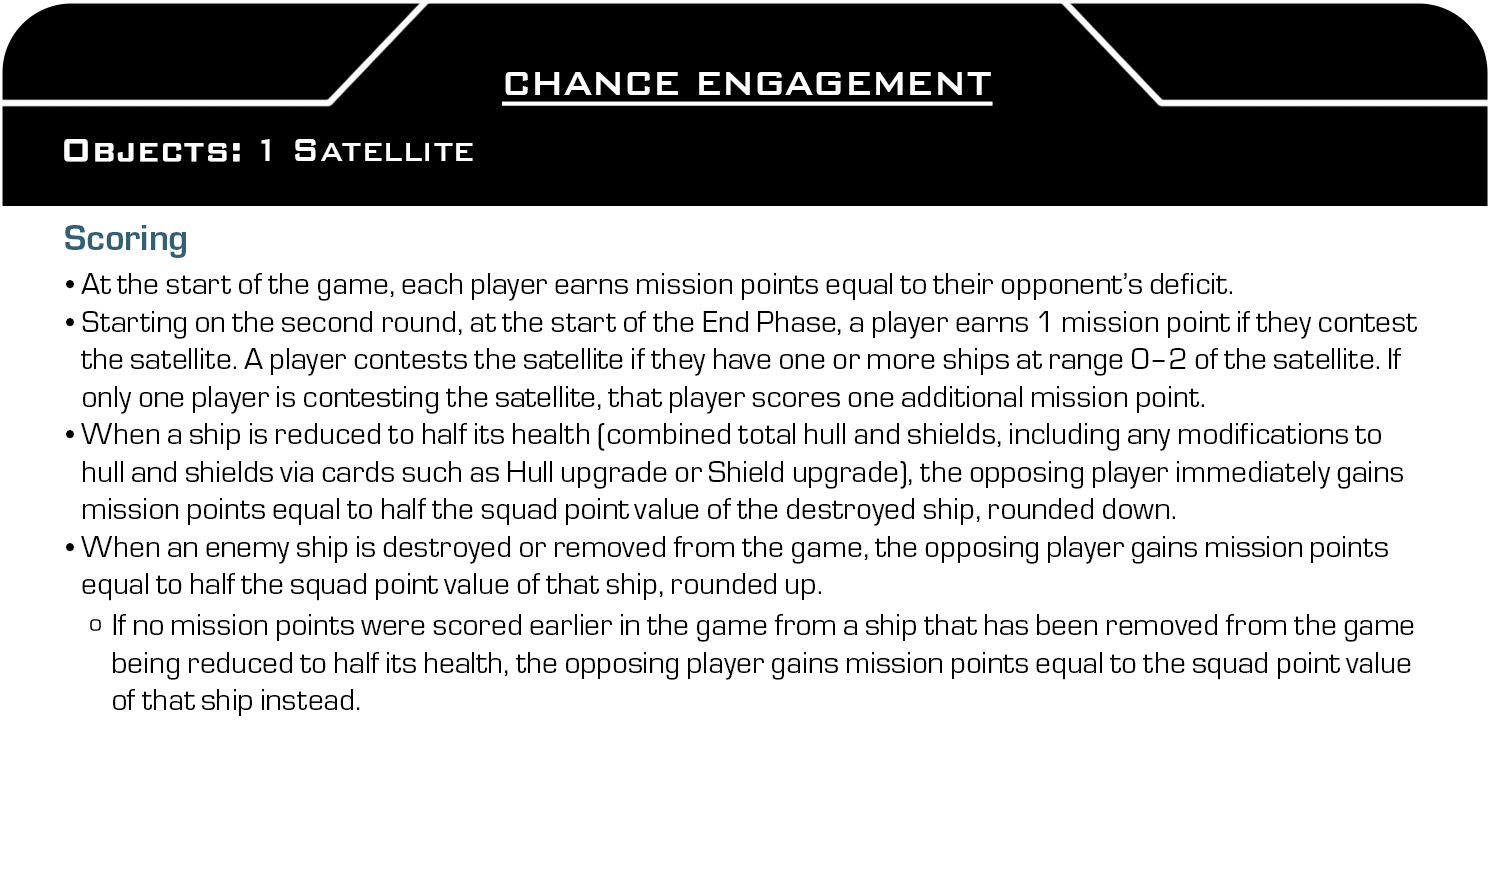 CHANCE ENGAGEMENT
OBJECTS: 1 SATELLITE
Scoring
• At the start of the game, each player earns mission points equal to their opponent’s deficit.
• Starting on the second round, at the start of the End Phase, a player earns 1 mission point if they contest
the satellite. A player contests the satellite if they have one or more ships at range 0–2 of the satellite. If
only one player is contesting the satellite, that player scores one additional mission point.
• When a ship is reduced to half its health (combined total hull and shields, including any modifications to
hull and shields via cards such as Hull upgrade or Shield upgrade), the opposing player immediately gains
mission points equal to half the squad point value of the destroyed ship, rounded down.
• When an enemy ship is destroyed or removed from the game, the opposing player gains mission points
equal to half the squad point value of that ship, rounded up.
o If no mission points were scored earlier in the game from a ship that has been removed from the game
being reduced to half its health, the opposing player gains mission points equal to the squad point value
of that ship instead.